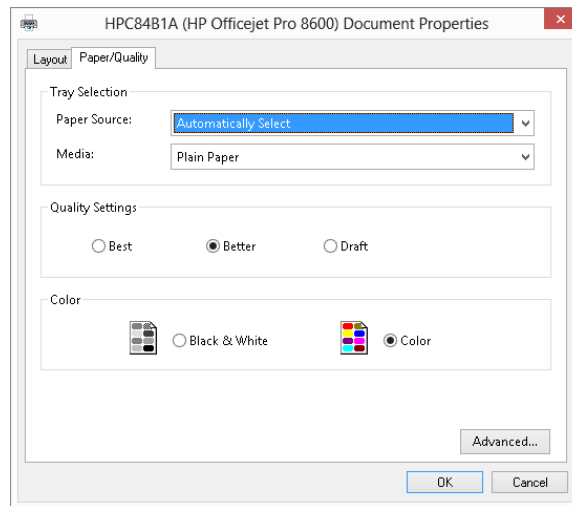 HPC84B1A (HP Officejet Pro 8600) Document Properties
Layout Paper/Quality
Tray Selection
Paper Source: Automatically Select
Media: Plain Paper
Quality Settings
Best Better Draft
Color
Black & White Color
Advanced...
OK Cancel